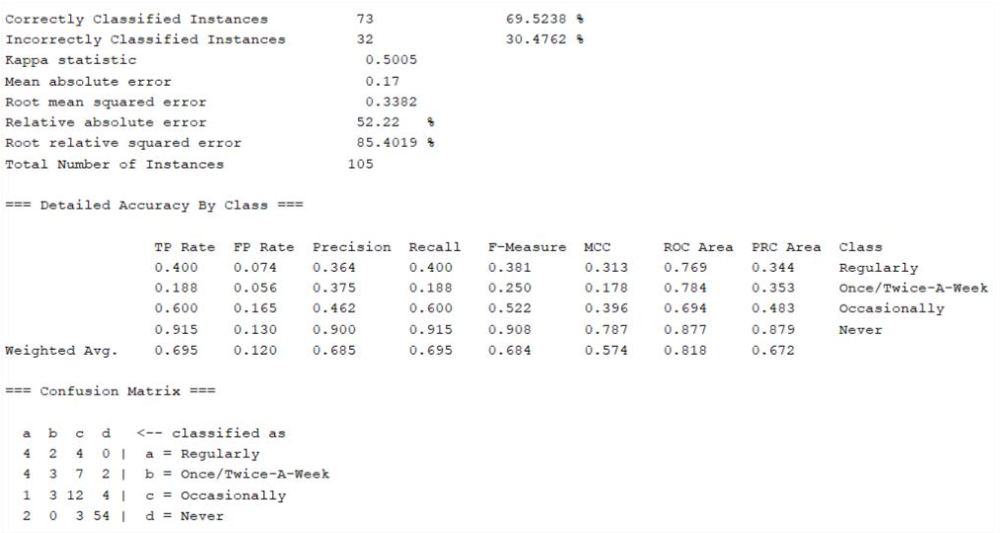 Correctly Classified Instances 73 69.5238 %
Incorrectly Classified Instances 32 30.4762 %
Kappa statistic 0.5005
Mean absolute error 0.17
Root mean squared error 0.3382
Relative absolute error 52.22 %
Root relative squared error 85.4019 %
Total Number of Instances 105
=== Detailed Accuracy By Class ===
TP Rate FP Rate Precision Recall F-Measure MCC ROC Area PRC Area Class
0.400 0.074 0.364 0.400 0.381 0.313 0.769 0.344 Regularly
0.188 0.056 0.375 0.188 0.250 0.178 0.784 0.353 Once/Twice-A-Week
0.600 0.165 0.462 0.600 0.522 0.396 0.694 0.483 Occasionally
0.915 0.130 0.900 0.915 0.908 0.787 0.877 0.879 Never
Weighted Avg. 0.695 0.120 0.685 0.695 0.684 0.574 0.818 0.672
=== Confusion Matrix ===
a b c d <-- classified as
4 2 4 0 | a = Regularly
4 3 7 2 | b = Once/Twice-A-Week
1 3 12 4 | c = Occasionally
2 0 3 54 | d = Never